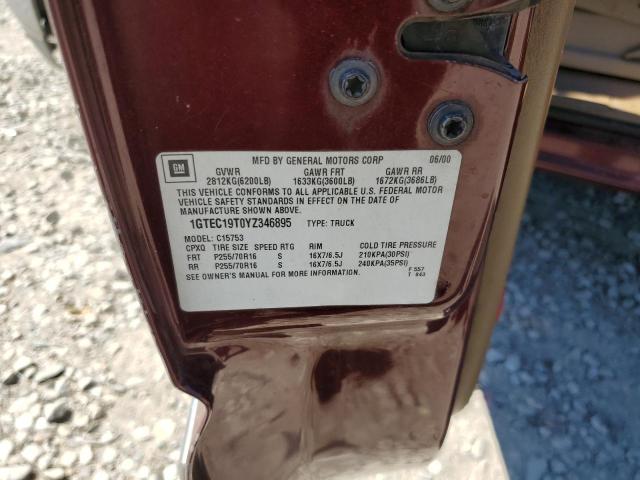 GM
MFD BY GENERAL MOTORS CORP 06/00
GVWR GAWR FRT GAWR RR
2812KG(6200LB) 1633KG(3600LB) 1672KG(3686LB)
THIS VEHICLE CONFORMS TO ALL APPLICABLE U.S. FEDERAL MOTOR
VEHICLE SAFETY STANDARDS IN EFFECT ON THE DATE OF
MANUFACTURE SHOWN ABOVE.
1GTEC19T0YZ346895 TYPE: TRUCK
MODEL: C15753
CPXQ TIRE SIZE SPEED RTG RIM COLD TIRE PRESSURE
FRT P255/70R16 S 16X7/6.5J 210KPA(30PSI)
RR P255/70R16 S 16X7/6.5J 240KPA(35PSI)
SEE OWNER'S MANUAL FOR MORE INFORMATION. F 557
T 843